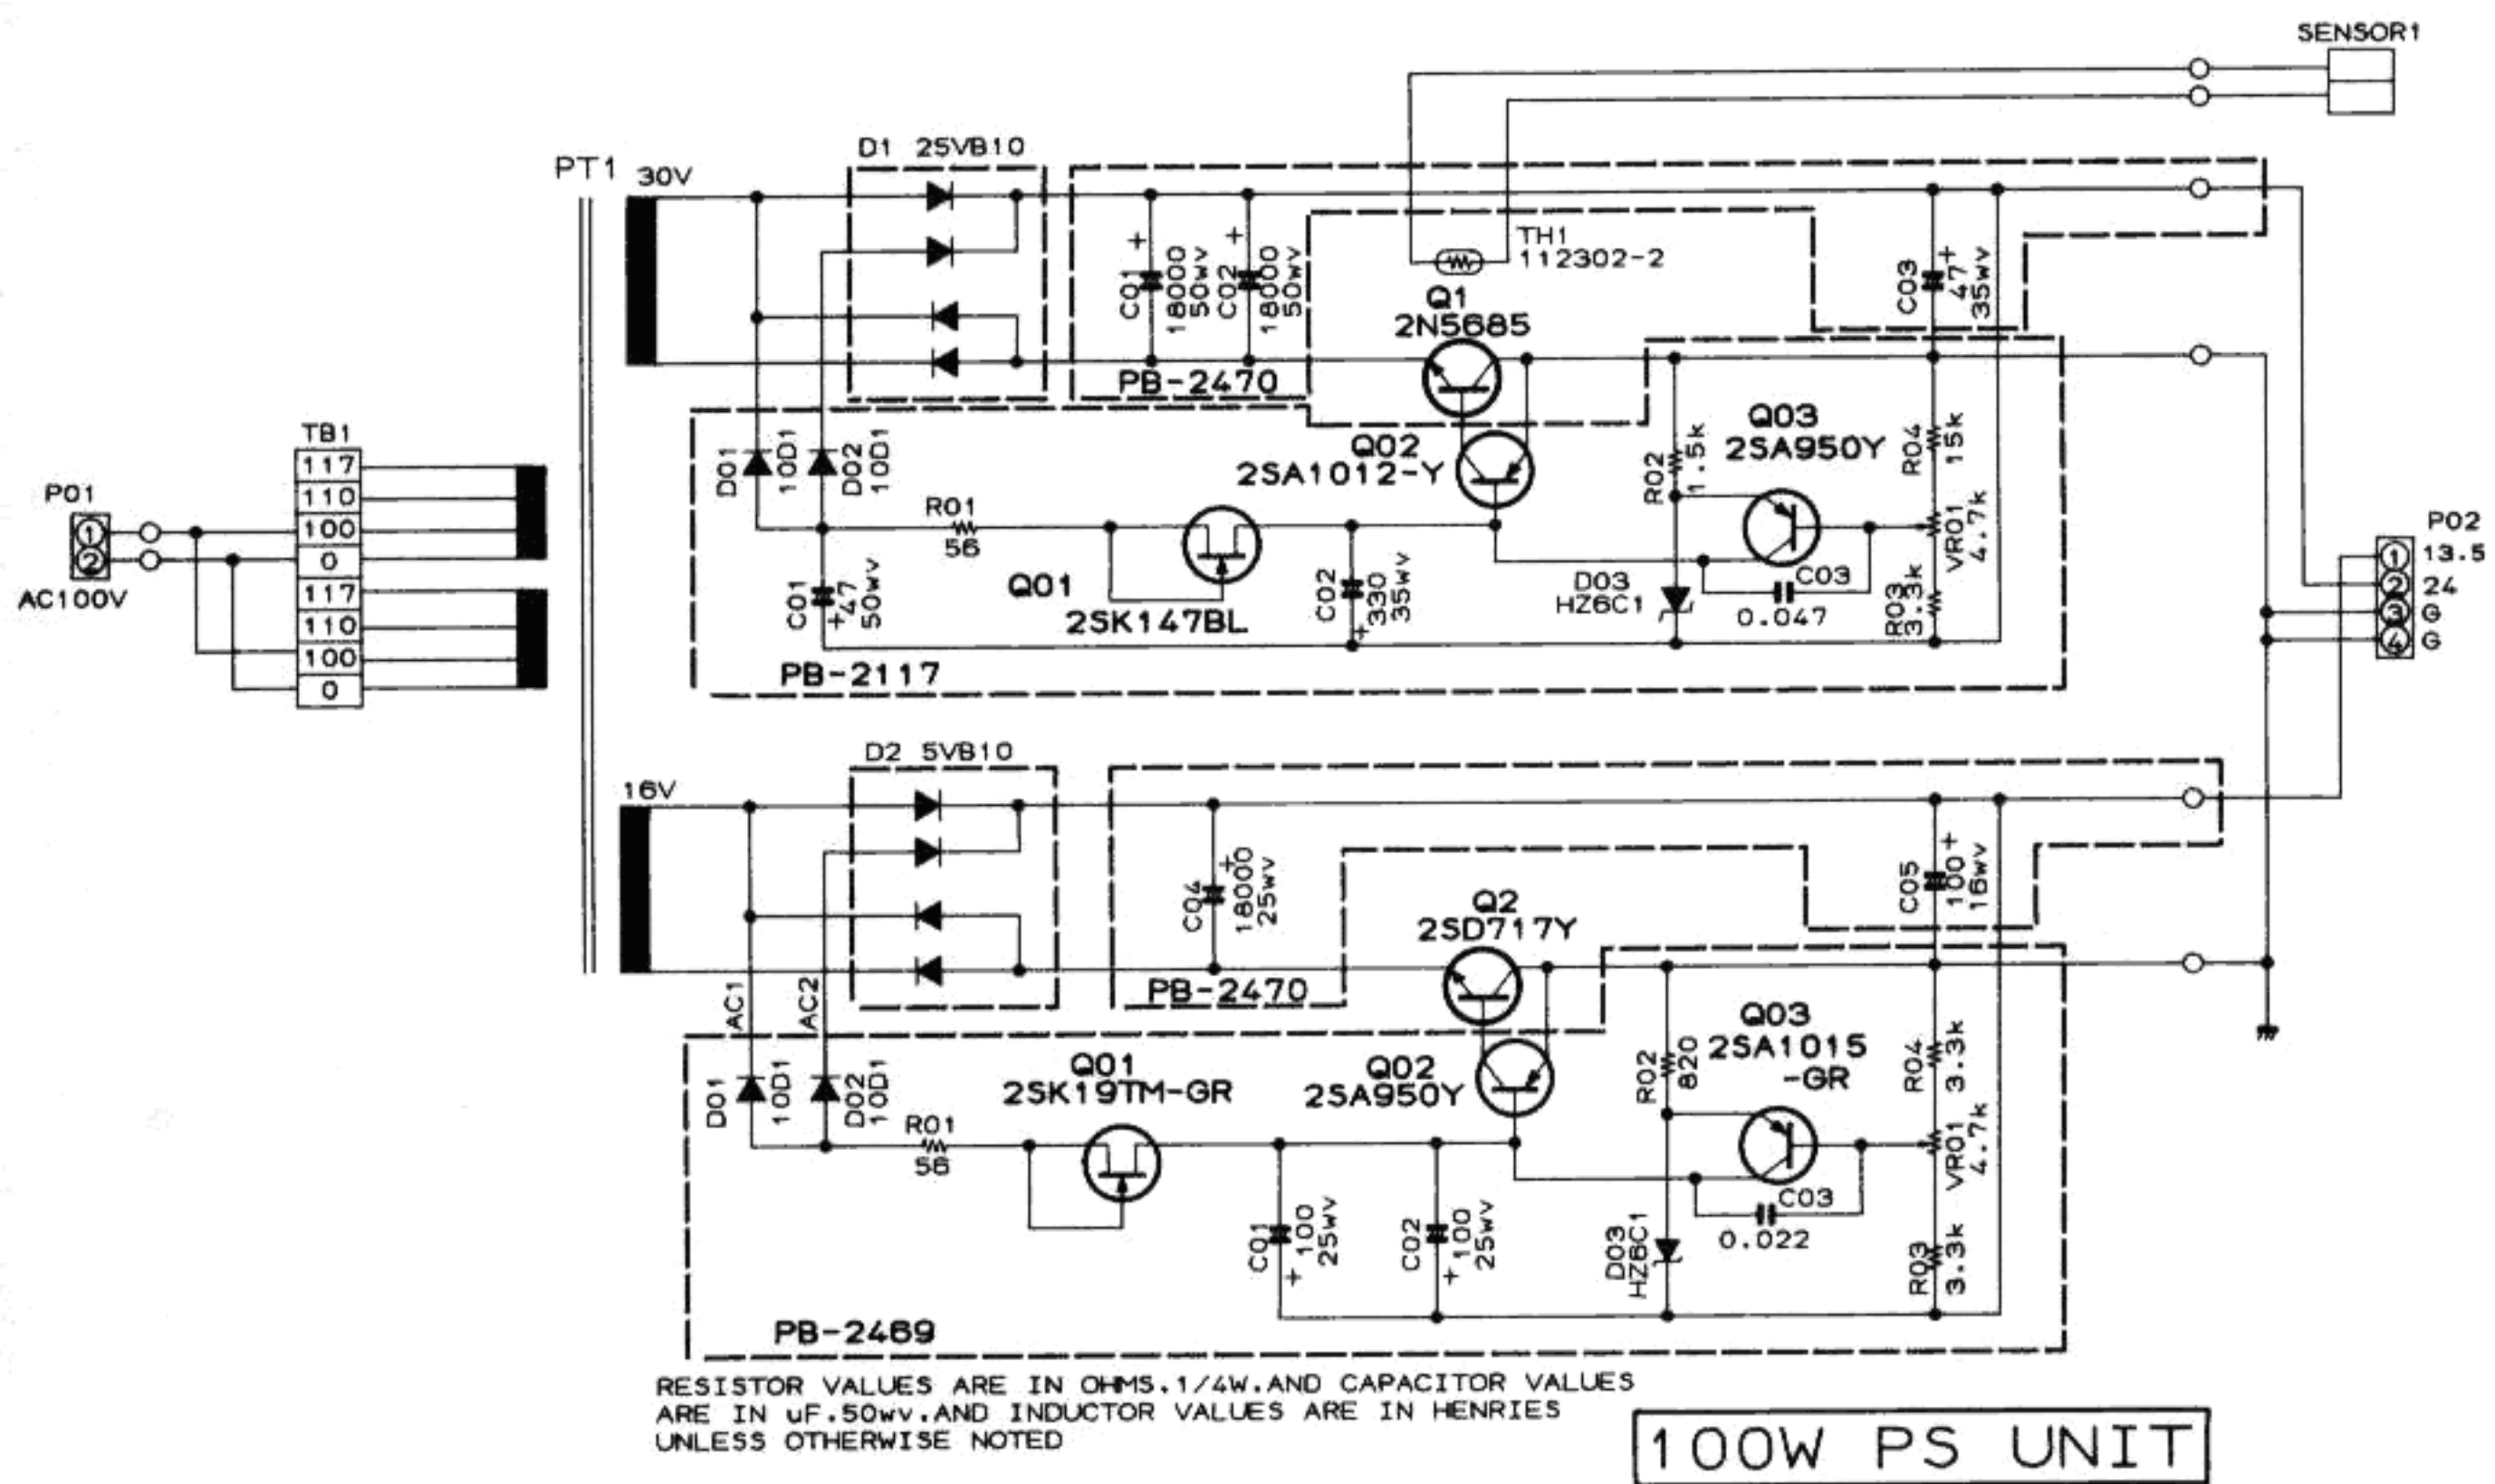 SENSOR1
D1 25VB10
PT1
30V
TH1
112302-2
C01
18000
50WV
C02
18000
50WV
C03
47
+
35WV
Q1
2N5685
PB-2470
TB1
117
110
100
0
117
110
100
0
P01
1
2
AC100V
D01
10D1
D02
10D1
Q02
2SA1012-Y
R02
1.5k
Q03
2SA950Y
R04
15k
R01
56
VR01
4.7k
Q01
2SK147BL
C01
+47
50WV
C02
+330
35WV
D03
HZ6C1
C03
0.047
R03
3.3k
PB-2117
P02
1 13.5
2 24
3 G
4 G
D2 5VB10
16V
C04
18000
+
25WV
C05
100
+
16WV
Q2
2SD717Y
PB-2470
AC1
AC2
D01
10D1
D02
10D1
Q01
2SK19TM-GR
Q02
2SA950Y
R02
820
Q03
2SA1015
-GR
R04
3.3k
R01
56
VR01
4.7k
C01
+100
25WV
C02
+100
25WV
D03
HZ6C1
C03
0.022
R03
3.3k
PB-2469
RESISTOR VALUES ARE IN OHMS.1/4W.AND CAPACITOR VALUES
ARE IN uF.50wv.AND INDUCTOR VALUES ARE IN HENRIES
UNLESS OTHERWISE NOTED
100W PS UNIT